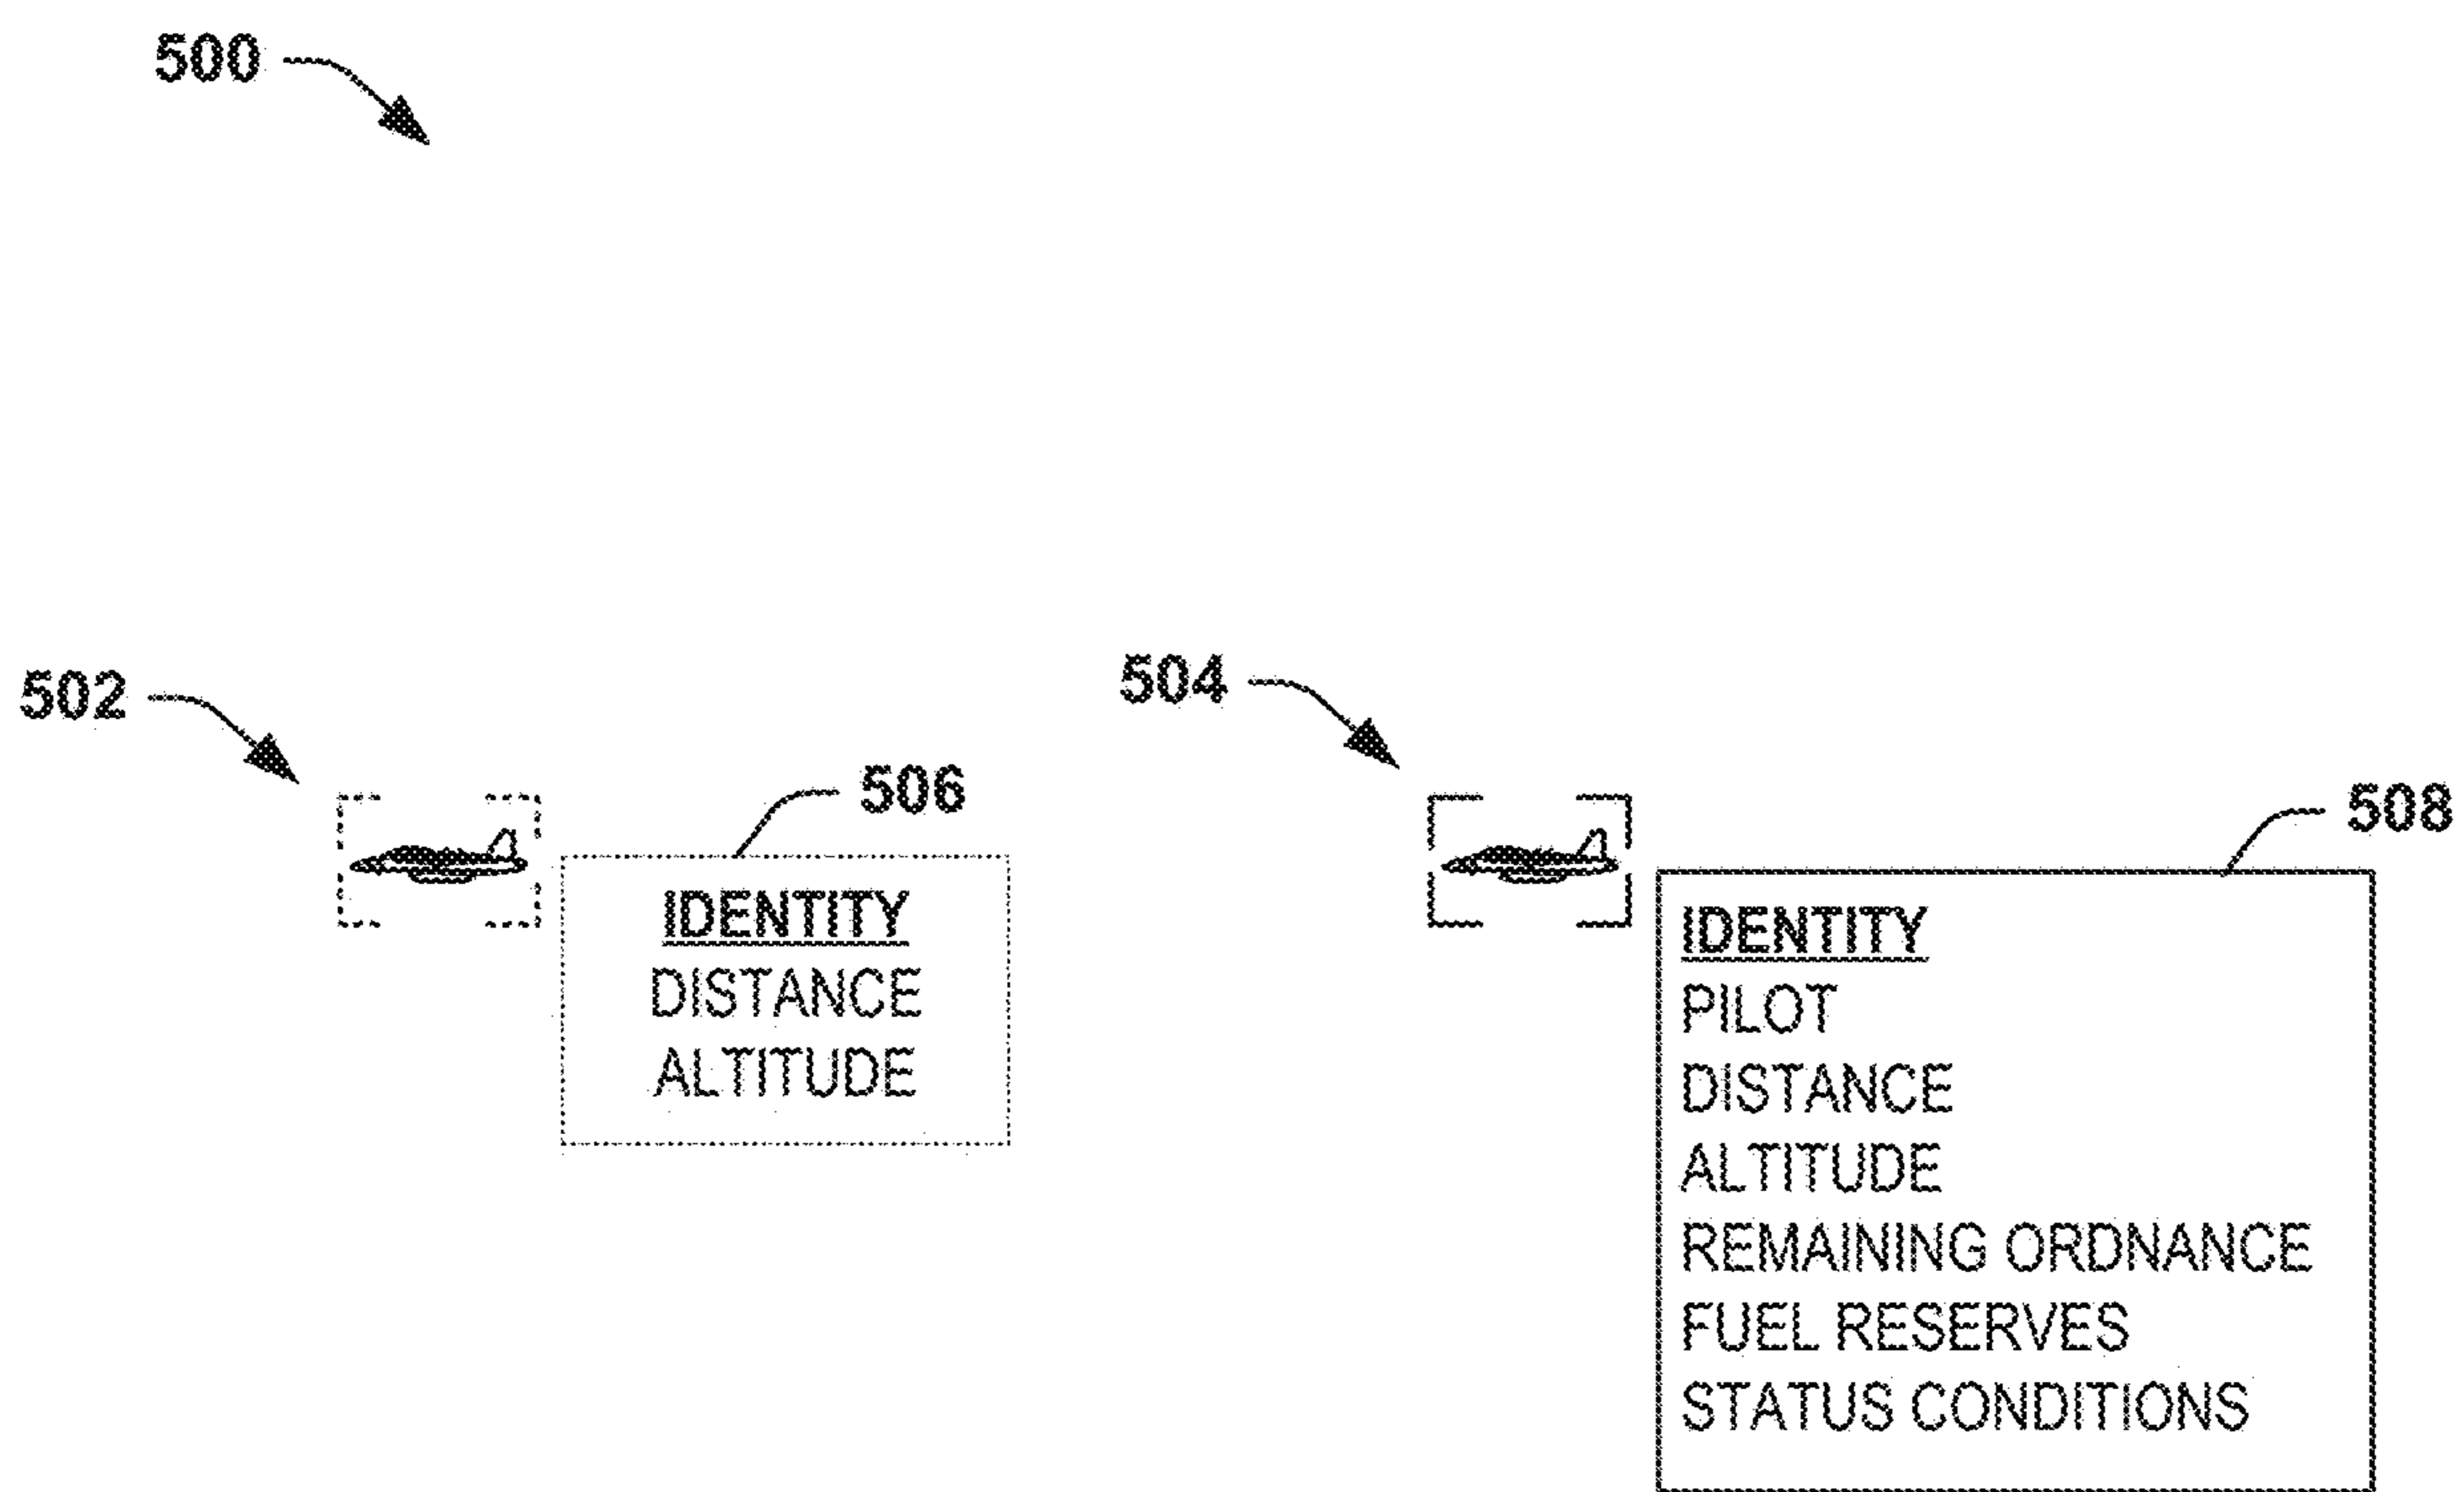 500
502
504
506
508
IDENTITY
DISTANCE
ALTITUDE
IDENTITY
PILOT
DISTANCE
ALTITUDE
REMAINING ORDNANCE
FUEL RESERVES
STATUS CONDITIONS